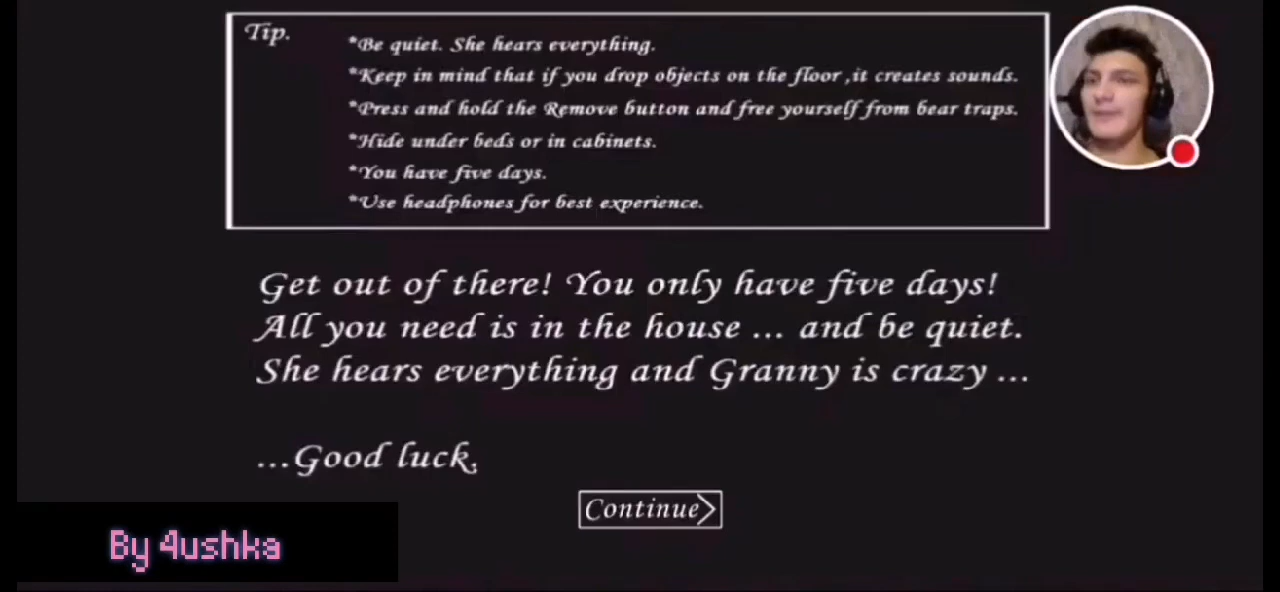 Tip.
*Be quiet. She hears everything.
*Keep in mind that if you drop objects on the floor ,it creates sounds.
*Press and hold the Remove button and free yourself from bear traps.
*Hide under beds or in cabinets.
*You have five days.
*Use headphones for best experience.
Get out of there! You only have five days!
All you need is in the house ... and be quiet.
She hears everything and Granny is crazy ...
...Good luck.
Continue>
By 4ushka